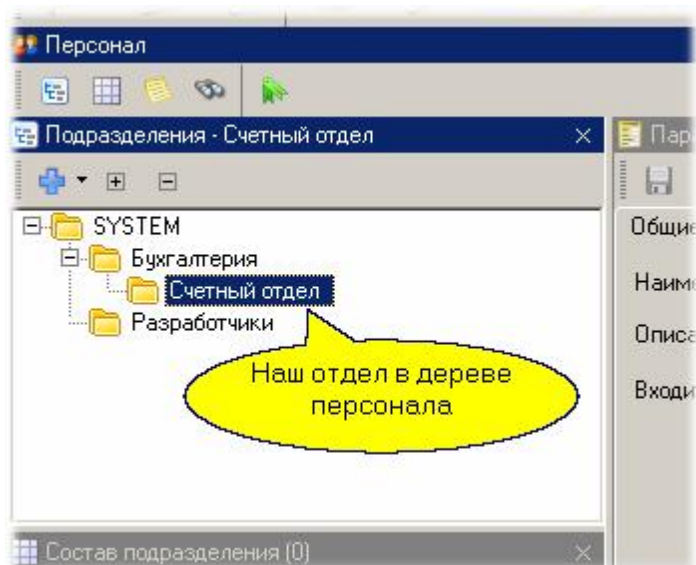 Персонал
Подразделения - Счетный отдел
SYSTEM
Бухгалтерия
Счетный отдел
Разработчики
Наш отдел в дереве
персонала
Состав подразделения (0)
Пар
Общие
Наим
Описа
Входи